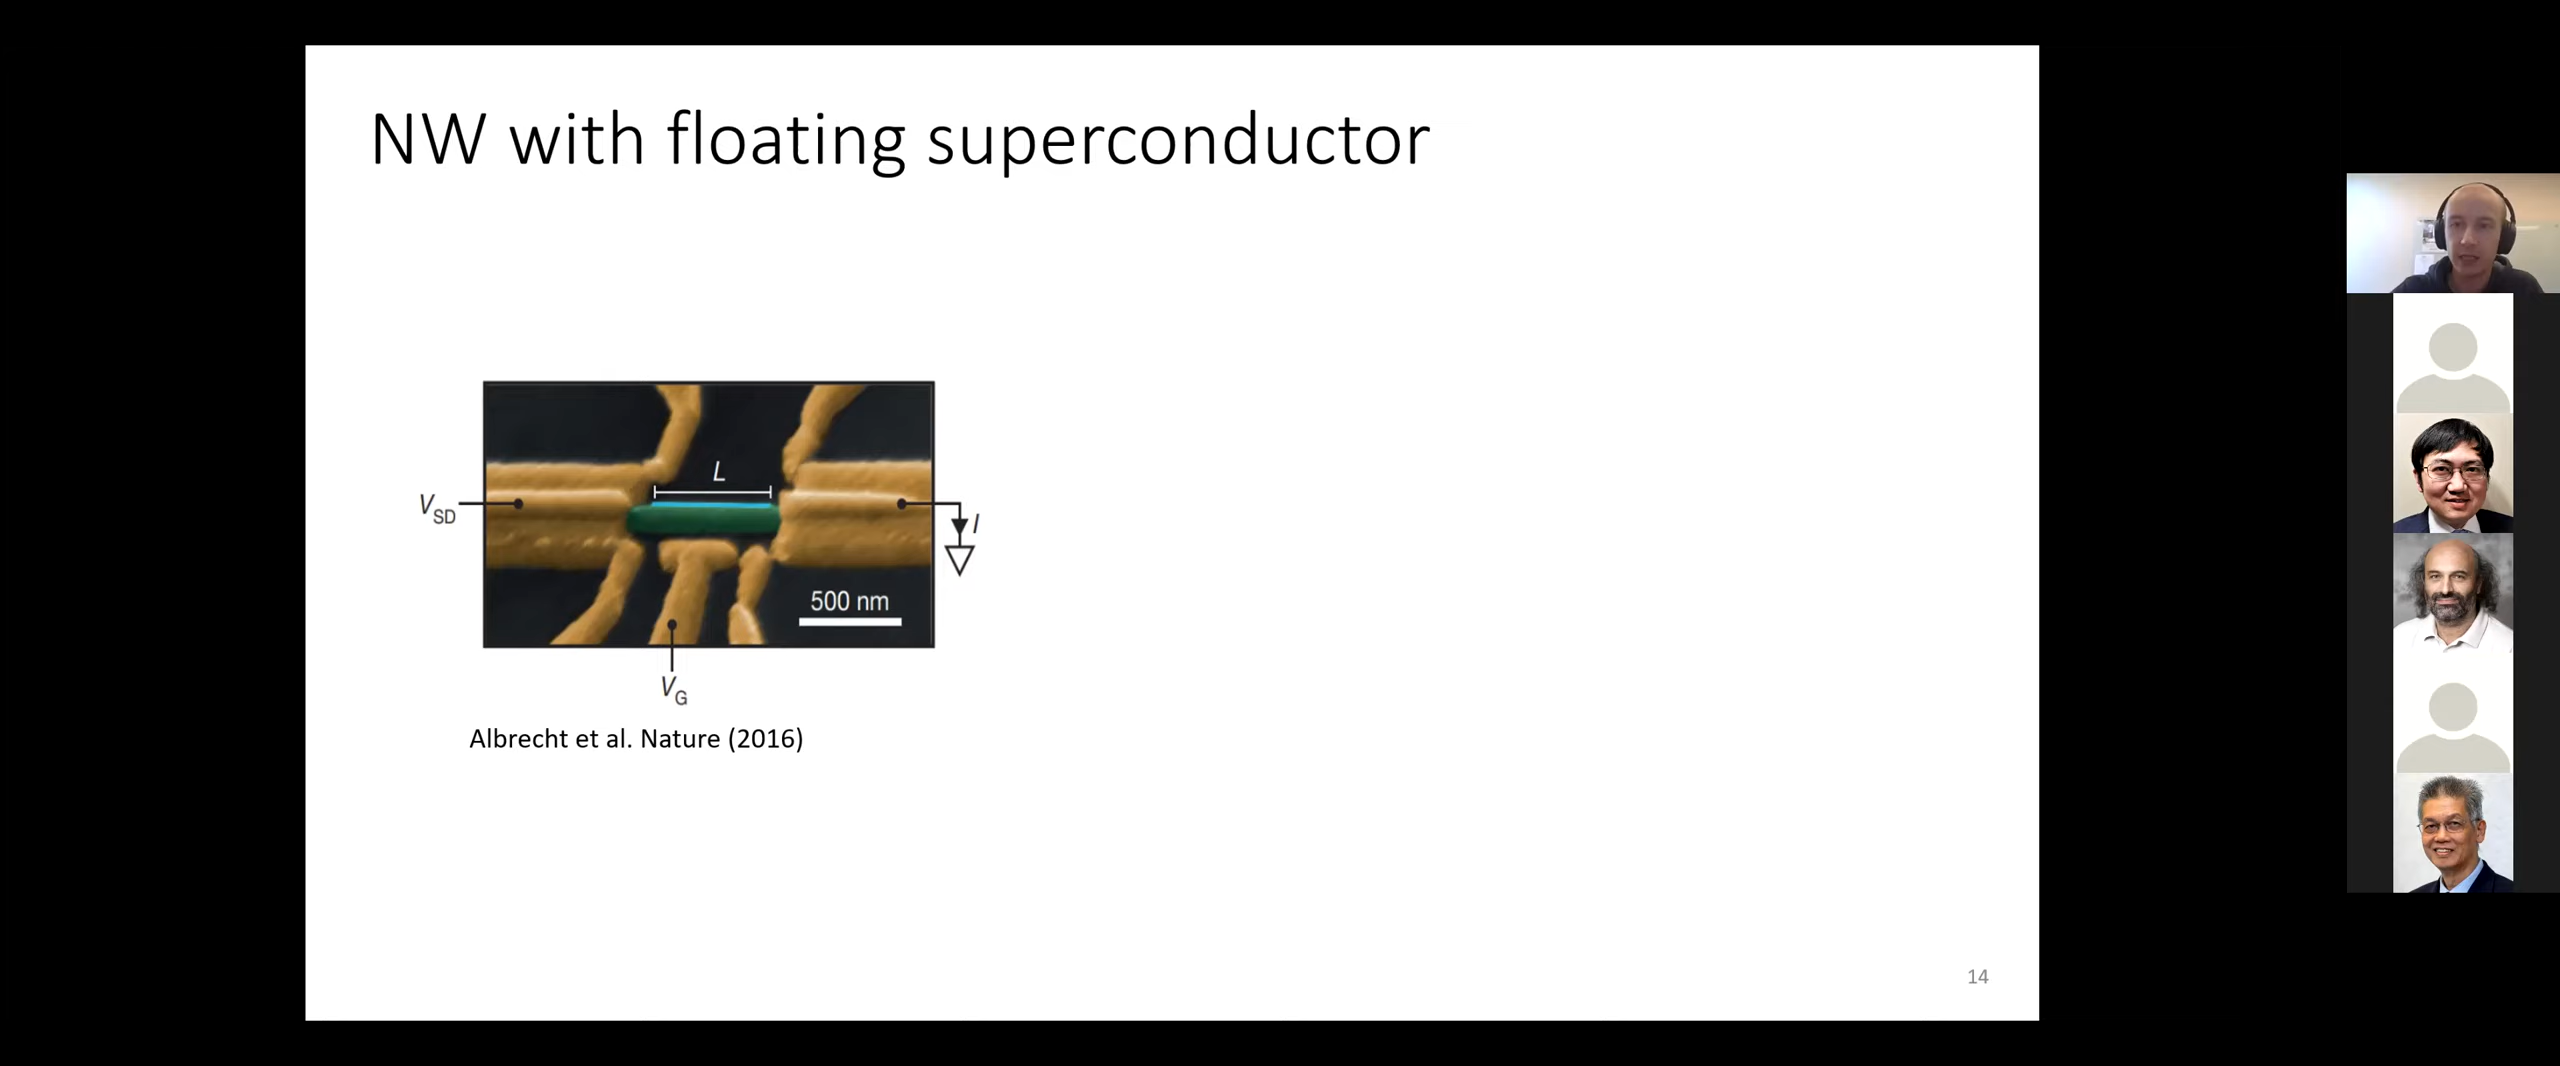 NW with floating superconductor
L
V_SD
I
500 nm
V_G
Albrecht et al. Nature (2016)
14